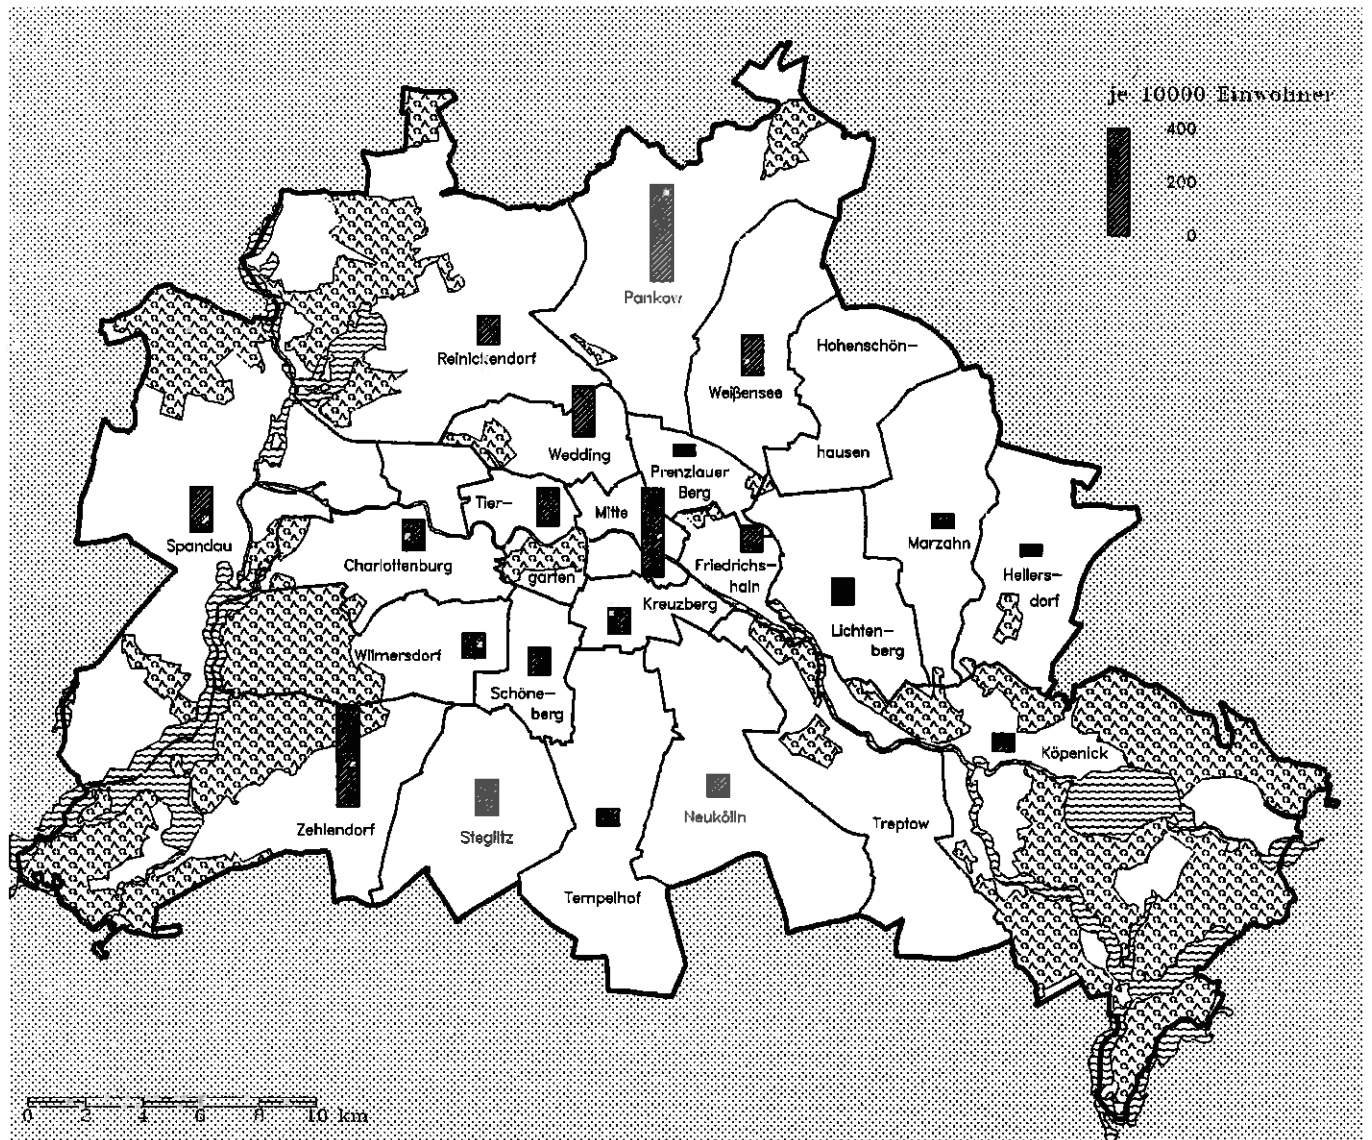 je 10000 Einwohner
400
200
0
Pankow
Reinickendorf
Hohenschön-
hausen
Weißensee
Wedding
Prenzlauer
Berg
Tier-
garten
Mitte
Spandau
Charlottenburg
Friedrichs-
hain
Marzahn
Hellers-
dorf
Kreuzberg
Lichten-
berg
Wilmersdorf
Schöne-
berg
Köpenick
Zehlendorf
Steglitz
Neukölln
Treptow
Tempelhof
0 2 4 6 8 10 km